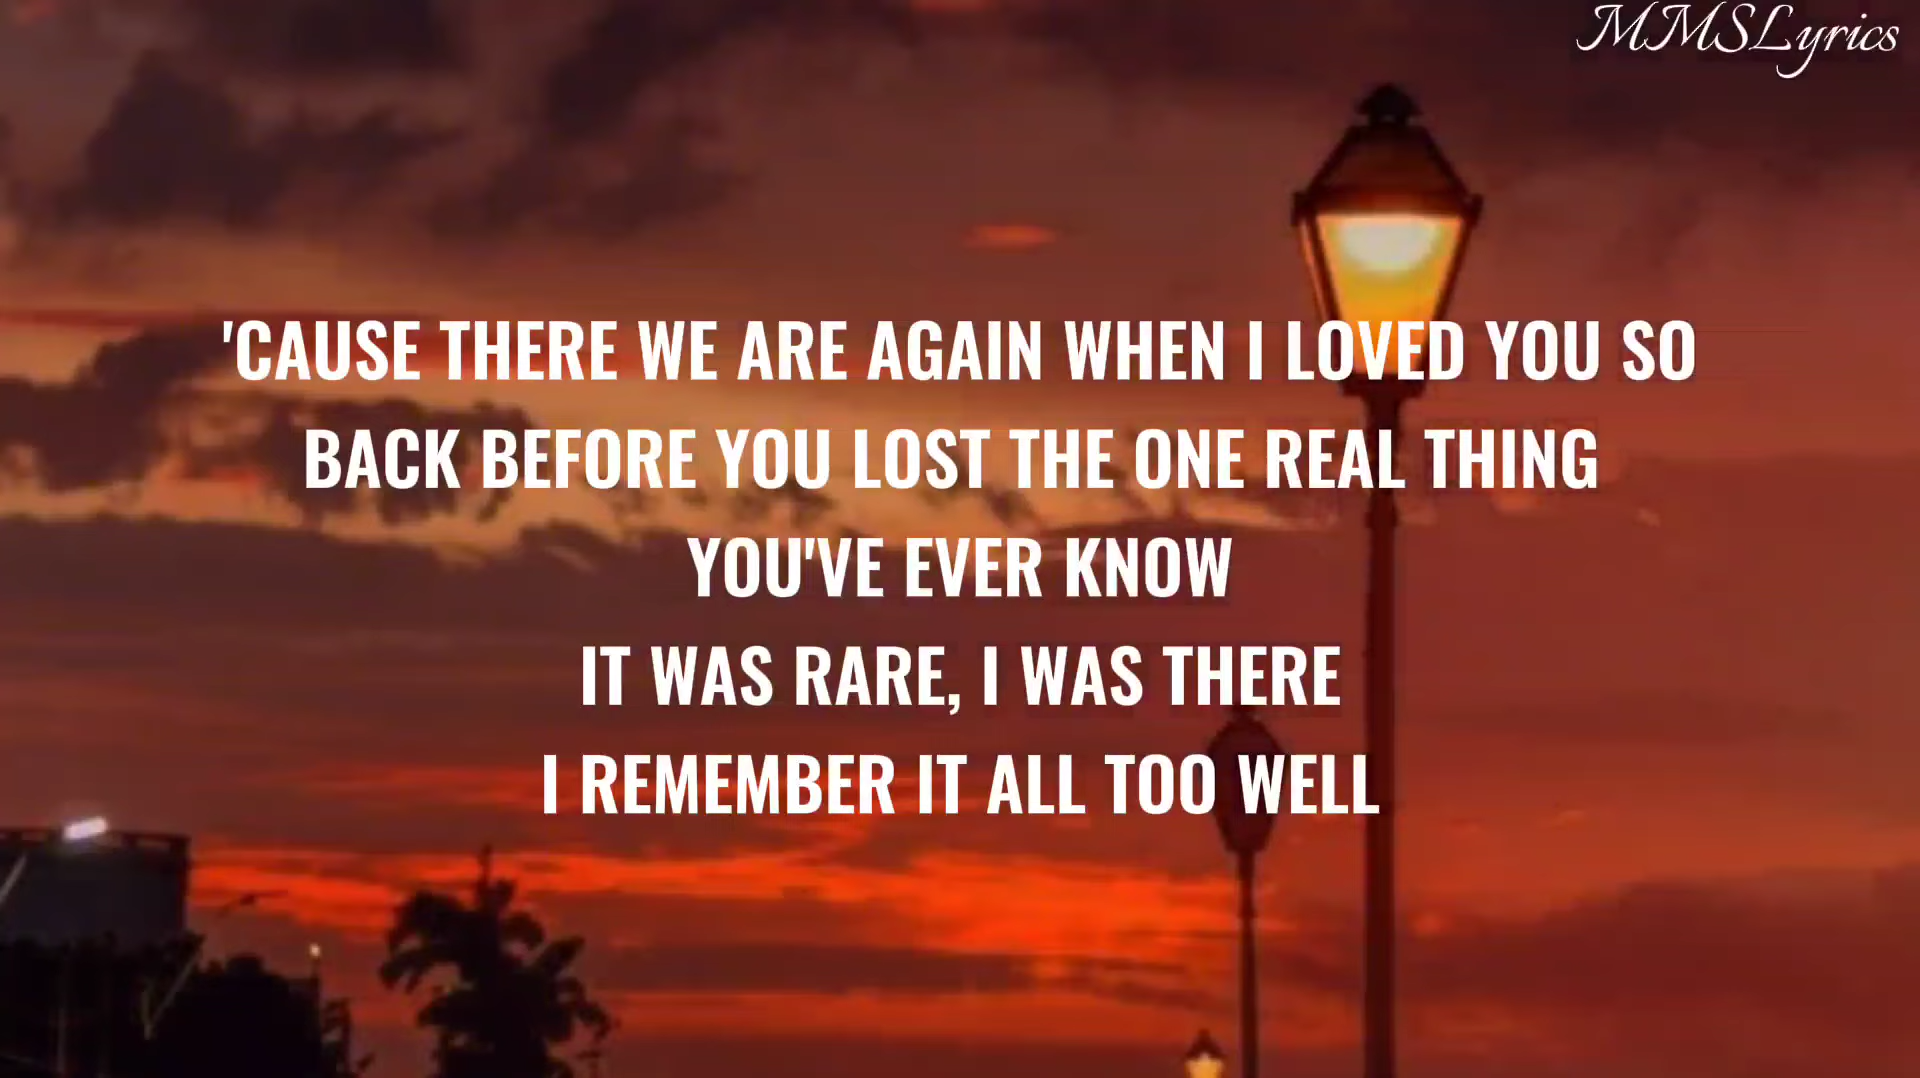 MMSLyrics
'CAUSE THERE WE ARE AGAIN WHEN I LOVED YOU SO
BACK BEFORE YOU LOST THE ONE REAL THING
YOU'VE EVER KNOW
IT WAS RARE, I WAS THERE
I REMEMBER IT ALL TOO WELL